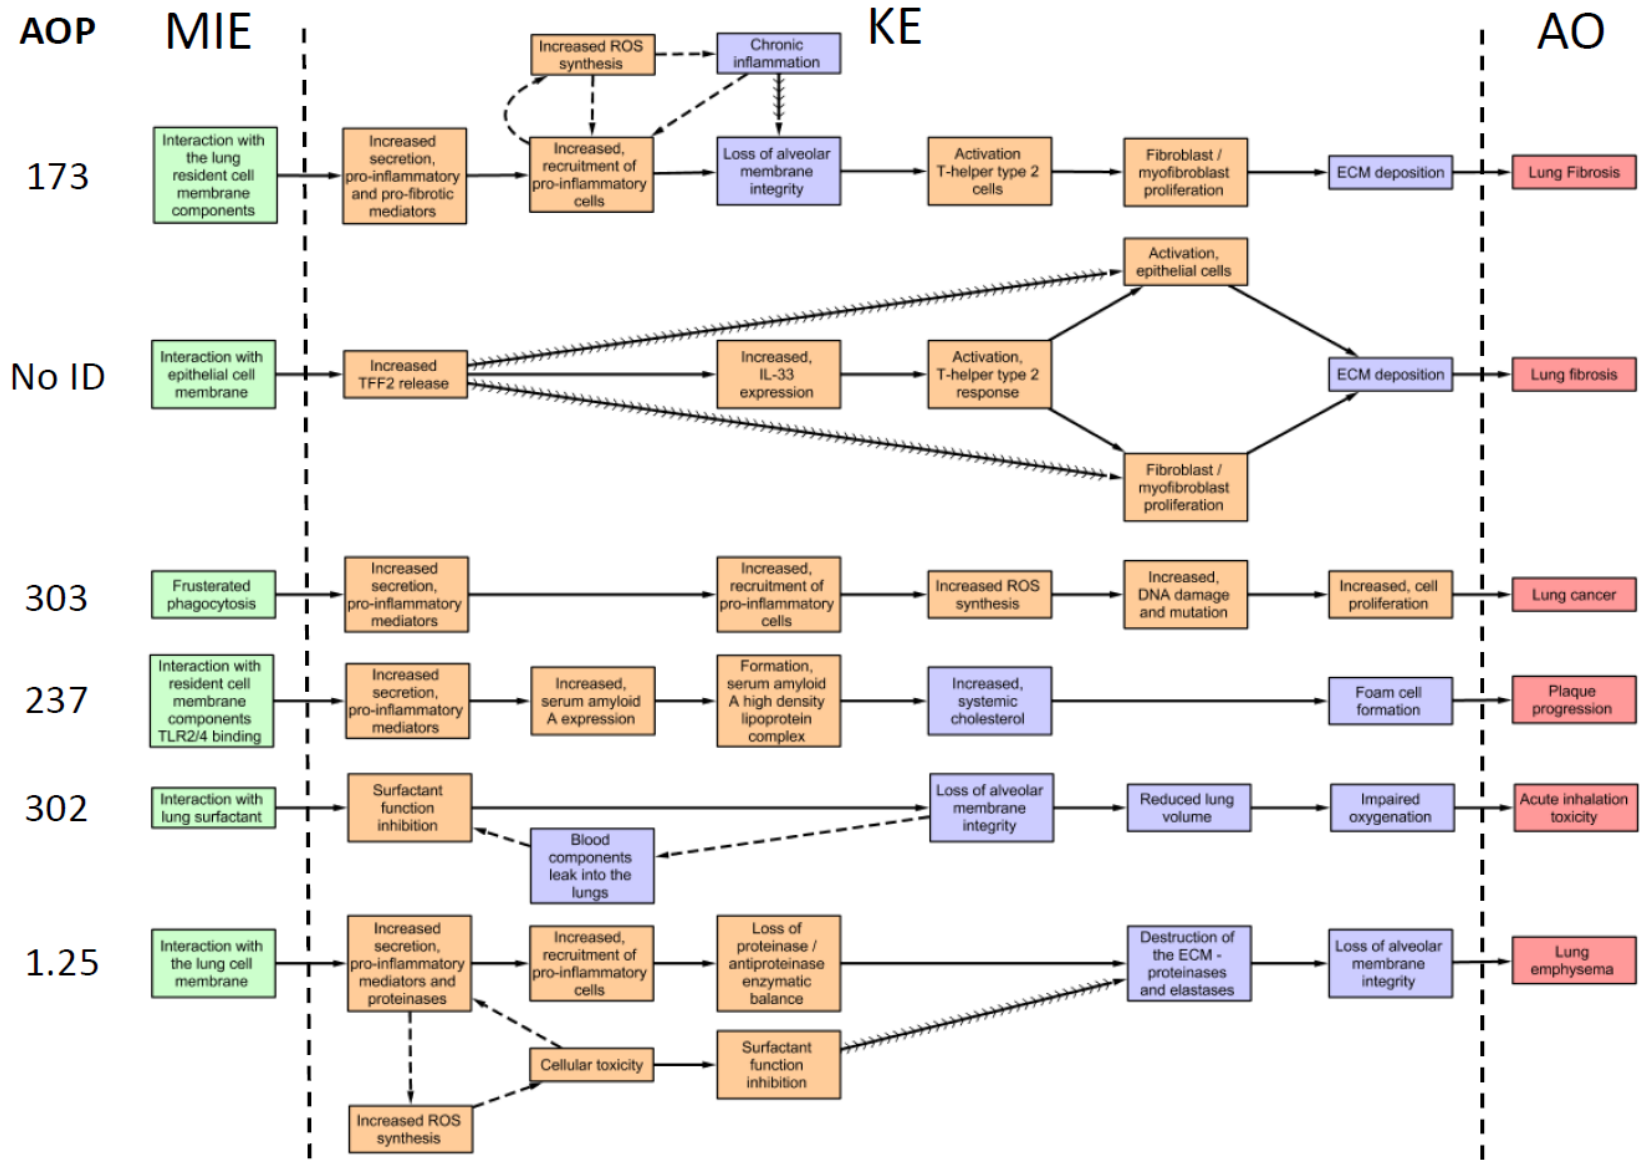 AOP
MIE
KE
AO
Increased ROS
synthesis
Chronic
inflammation
173
Interaction with
the lung
resident cell
membrane
components
Increased
secretion,
pro-inflammatory
and pro-fibrotic
mediators
Increased,
recruitment of
pro-inflammatory
cells
Loss of alveolar
membrane
integrity
Activation
T-helper type 2
cells
Fibroblast /
myofibroblast
proliferation
ECM deposition
Lung Fibrosis
No ID
Interaction with
epithelial cell
membrane
Increased
TFF2 release
Increased,
IL-33
expression
Activation,
T-helper type 2
response
Activation,
epithelial cells
Fibroblast /
myofibroblast
proliferation
ECM deposition
Lung fibrosis
303
Frusterated
phagocytosis
Increased
secretion,
pro-inflammatory
mediators
Increased,
recruitment of
pro-inflammatory
cells
Increased ROS
synthesis
Increased,
DNA damage
and mutation
Increased, cell
proliferation
Lung cancer
237
Interaction with
resident cell
membrane
components
TLR2/4 binding
Increased
secretion,
pro-inflammatory
mediators
Increased,
serum amyloid
A expression
Formation,
serum amyloid
A high density
lipoprotein
complex
Increased,
systemic
cholesterol
Foam cell
formation
Plaque
progression
302
Interaction with
lung surfactant
Surfactant
function
inhibition
Blood
components
leak into the
lungs
Loss of alveolar
membrane
integrity
Reduced lung
volume
Impaired
oxygenation
Acute inhalation
toxicity
1.25
Interaction with
the lung cell
membrane
Increased
secretion,
pro-inflammatory
mediators and
proteinases
Increased,
recruitment of
pro-inflammatory
cells
Loss of
proteinase /
antiproteinase
enzymatic
balance
Destruction of
the ECM -
proteinases
and elastases
Loss of alveolar
membrane
integrity
Lung
emphysema
Cellular toxicity
Surfactant
function
inhibition
Increased ROS
synthesis